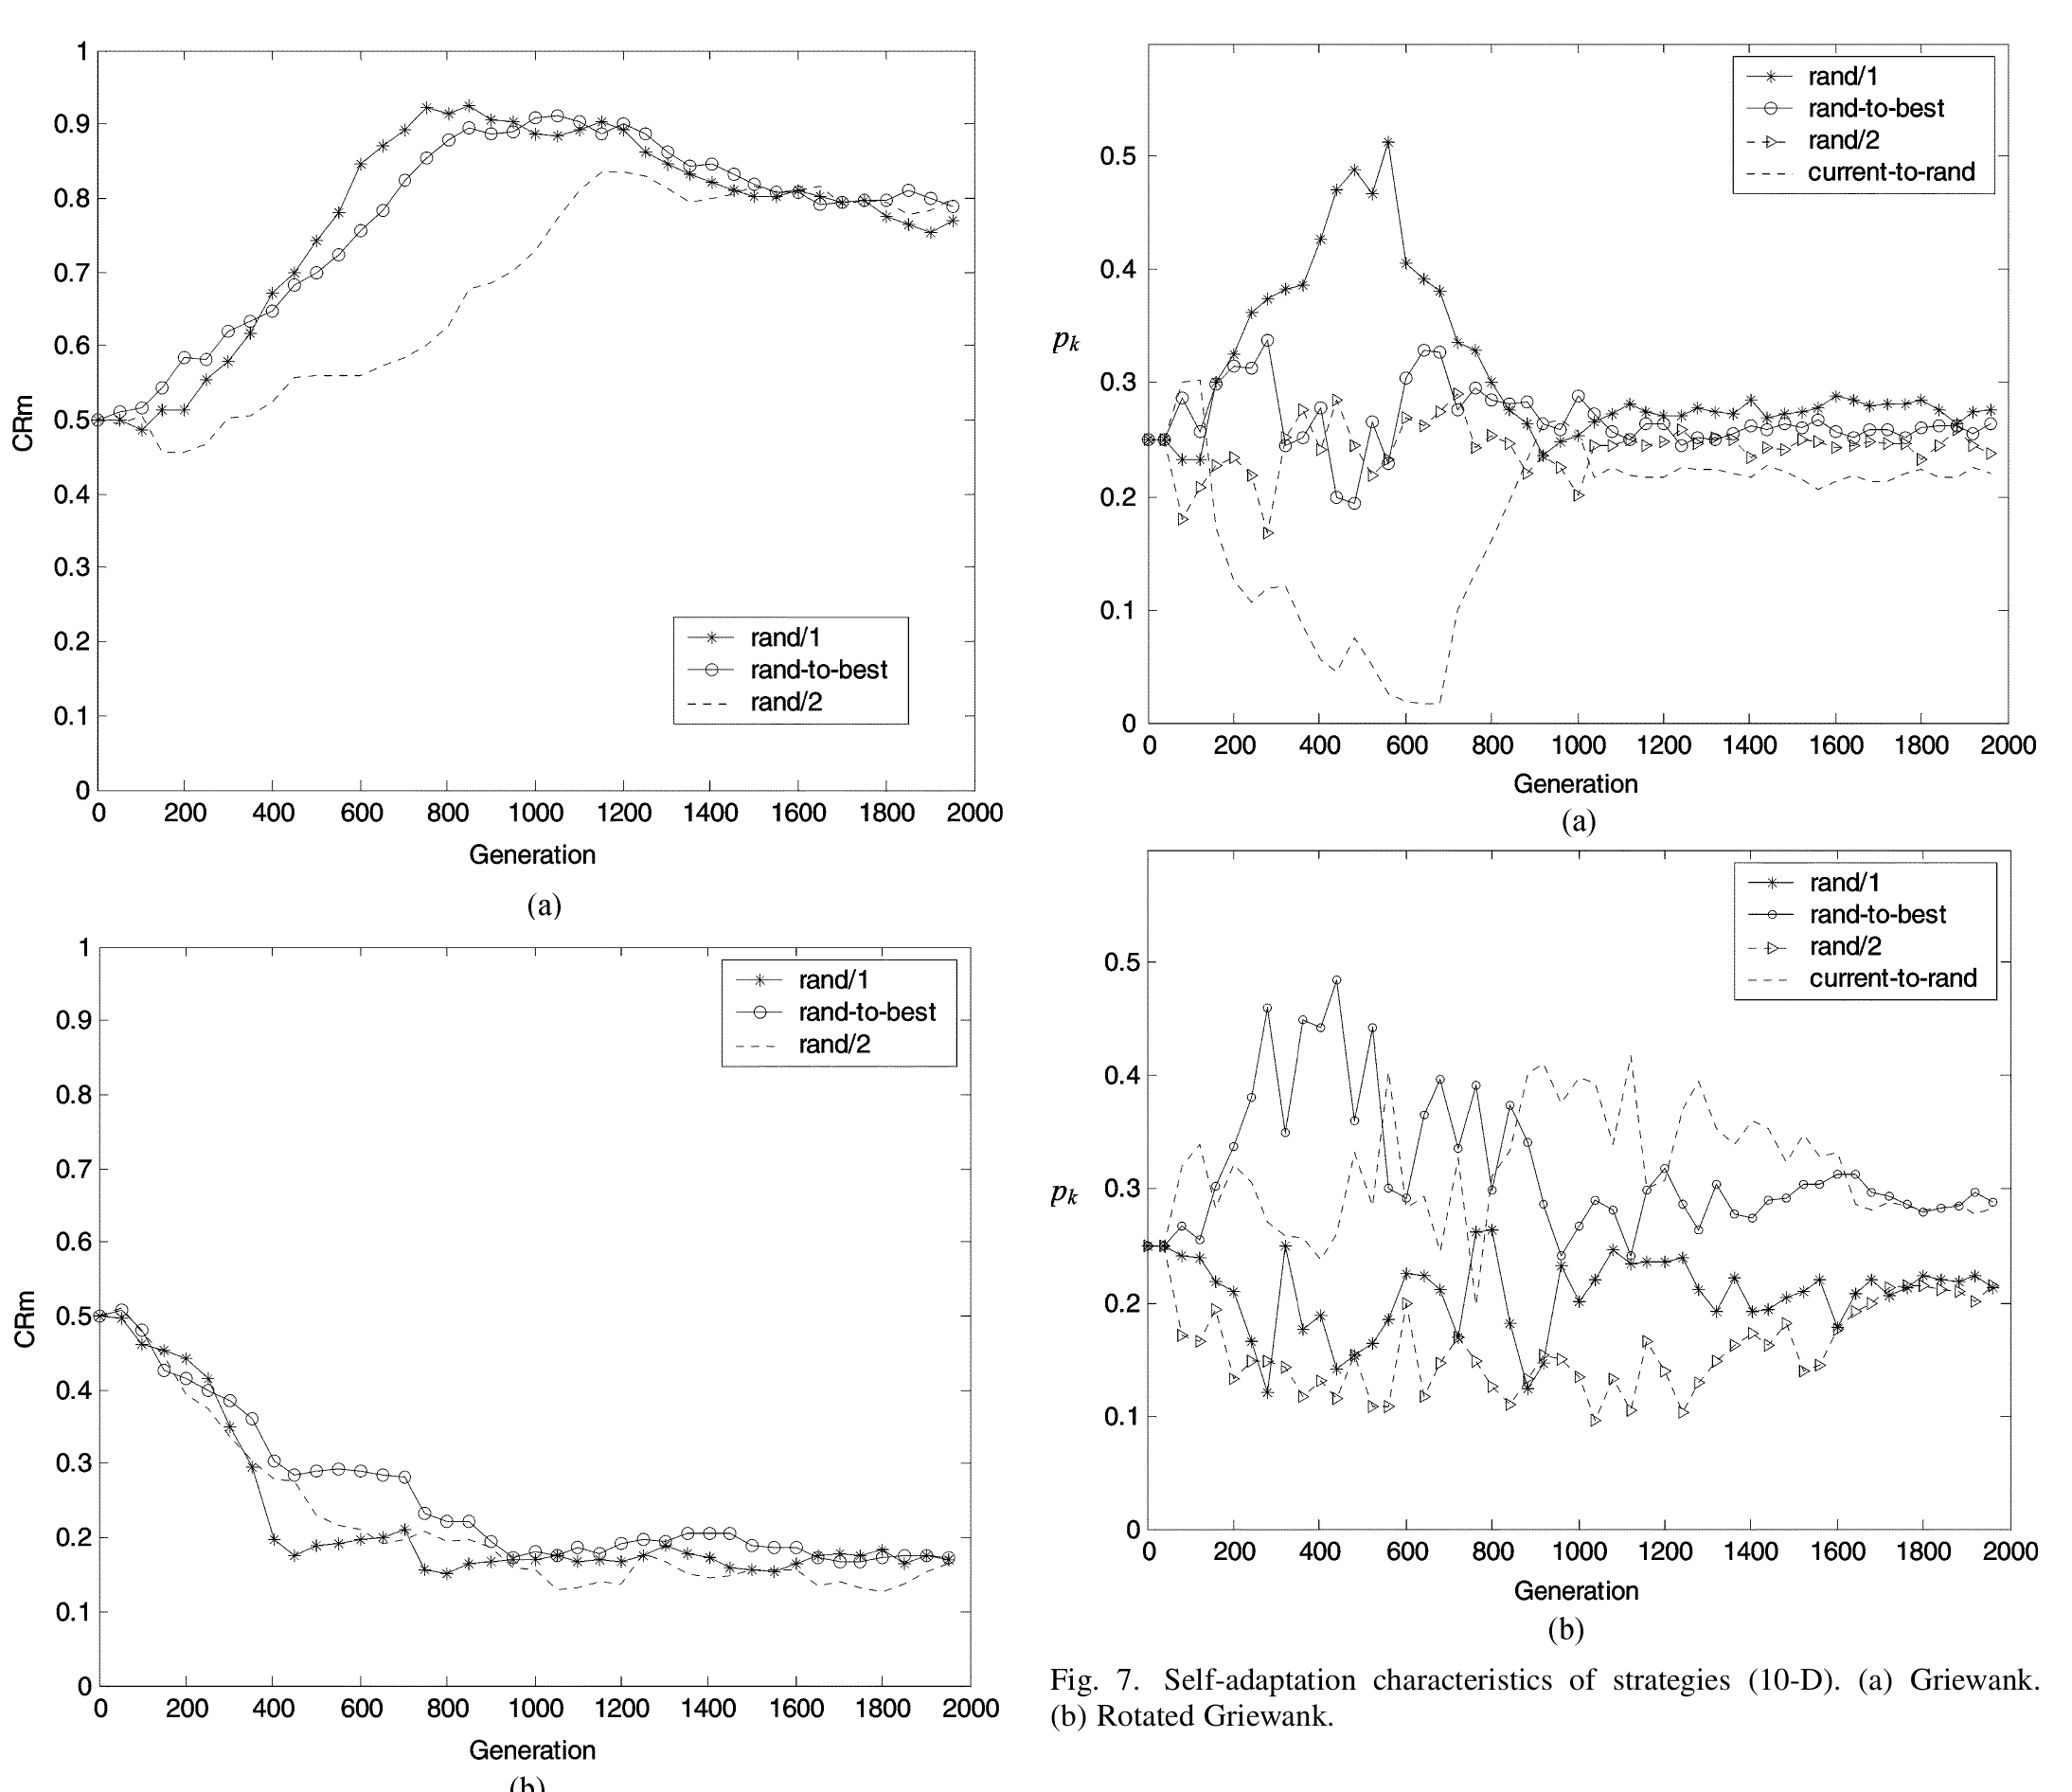 1
0.9
0.8
0.7
0.6
0.5
0.4
0.3
0.2
0.1
0
CRm
rand/1
rand-to-best
rand/2
0 200 400 600 800 1000 1200 1400 1600 1800 2000
Generation
(a)
1
0.9
0.8
0.7
0.6
0.5
0.4
0.3
0.2
0.1
0
CRm
rand/1
rand-to-best
rand/2
0 200 400 600 800 1000 1200 1400 1600 1800 2000
Generation
(b)
0.5
0.4
0.3
0.2
0.1
0
pk
rand/1
rand-to-best
rand/2
current-to-rand
0 200 400 600 800 1000 1200 1400 1600 1800 2000
Generation
(a)
0.5
0.4
0.3
0.2
0.1
0
pk
rand/1
rand-to-best
rand/2
current-to-rand
0 200 400 600 800 1000 1200 1400 1600 1800 2000
Generation
(b)
Fig. 7. Self-adaptation characteristics of strategies (10-D). (a) Griewank.
(b) Rotated Griewank.